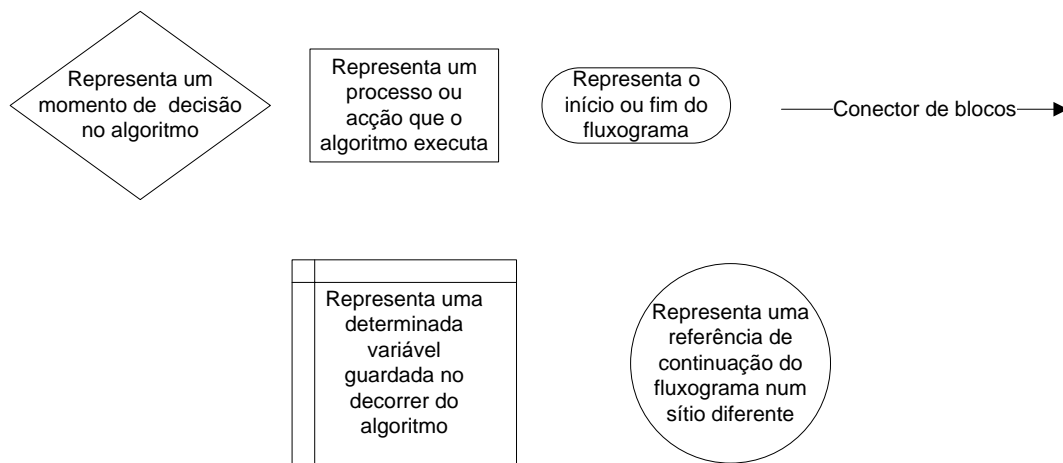 Representa um
momento de decisão
no algoritmo
Representa um
processo ou
acção que o
algoritmo executa
Representa o
início ou fim do
fluxograma
Conector de blocos
Representa uma
determinada
variável
guardada no
decorrer do
algoritmo
Representa uma
referência de
continuação do
fluxograma num
sítio diferente